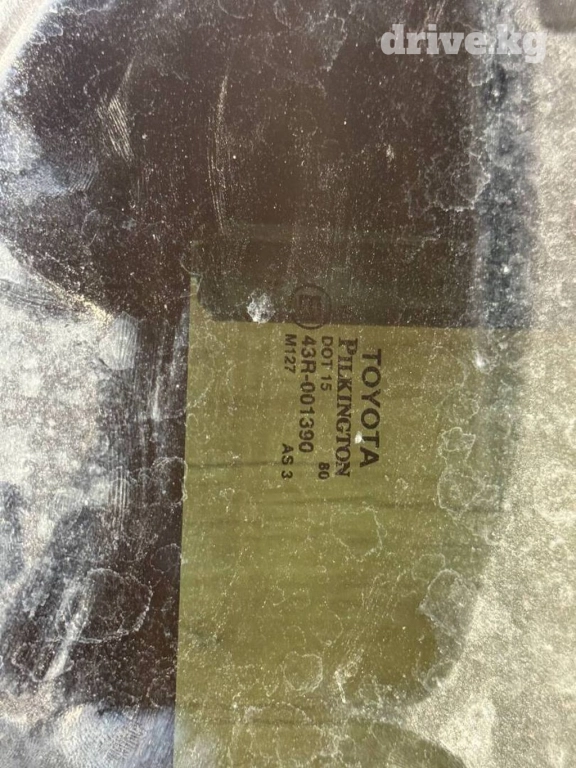 drive.kg
TOYOTA
PILKINGTON
DOT 15 80
43R-001390
M127 AS 3